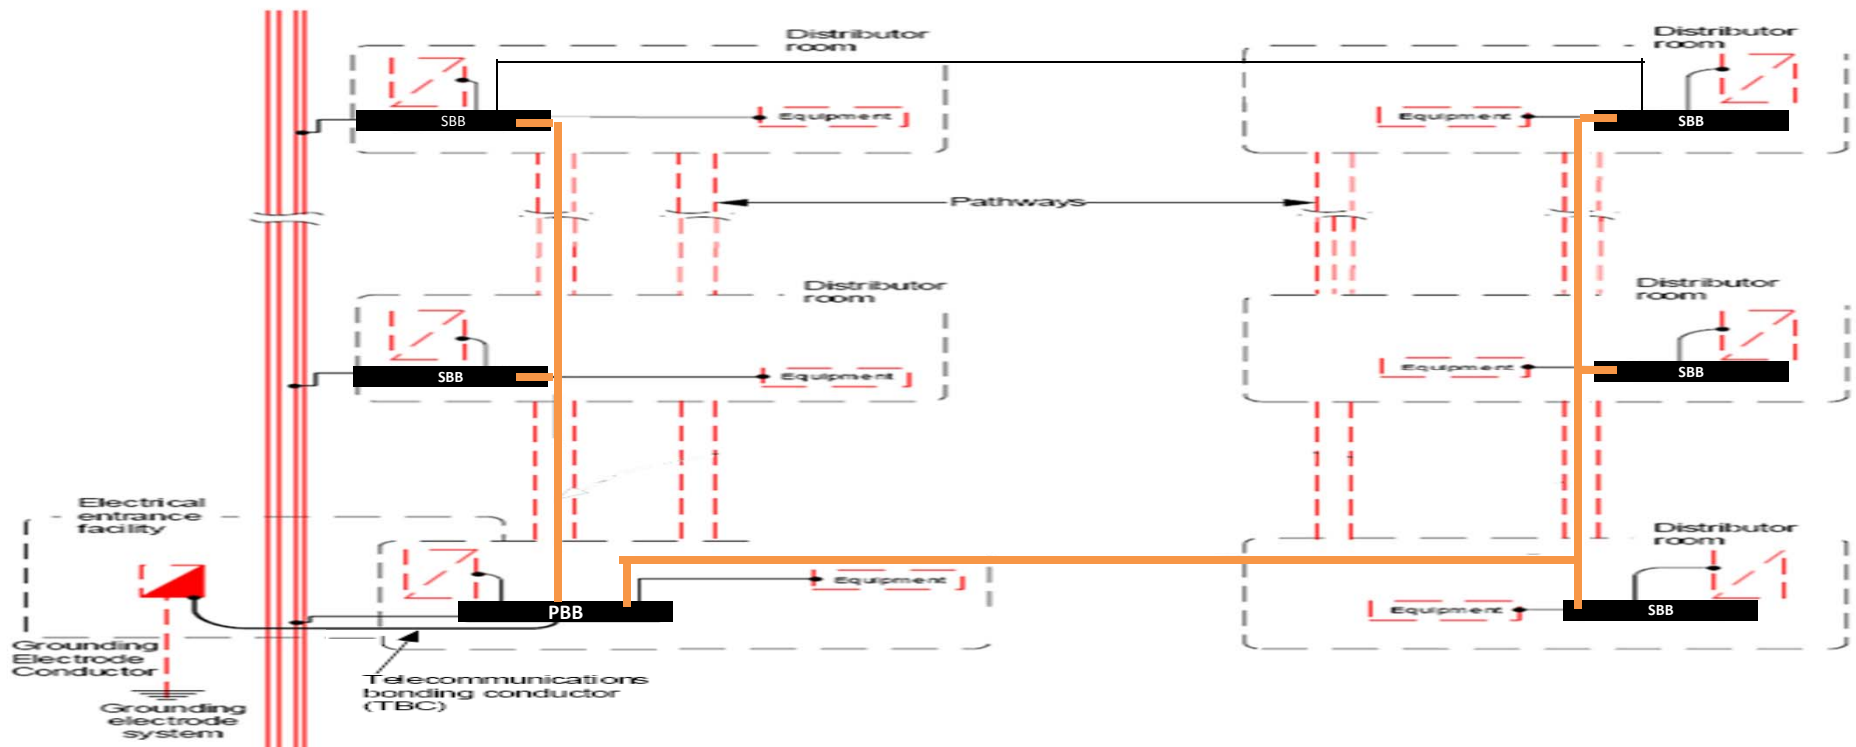 Distributor
room
Distributor
room
SBB
Equipment
Equipment
SBB
Pathways
Distributor
room
Distributor
room
SBB
Equipment
Equipment
SBB
Electrical
entrance
facility
Distributor
room
PBB
Equipment
Equipment
SBB
Grounding
Electrode
Conductor
Telecommunications
bonding conductor
(TBC)
Grounding
electrode
system